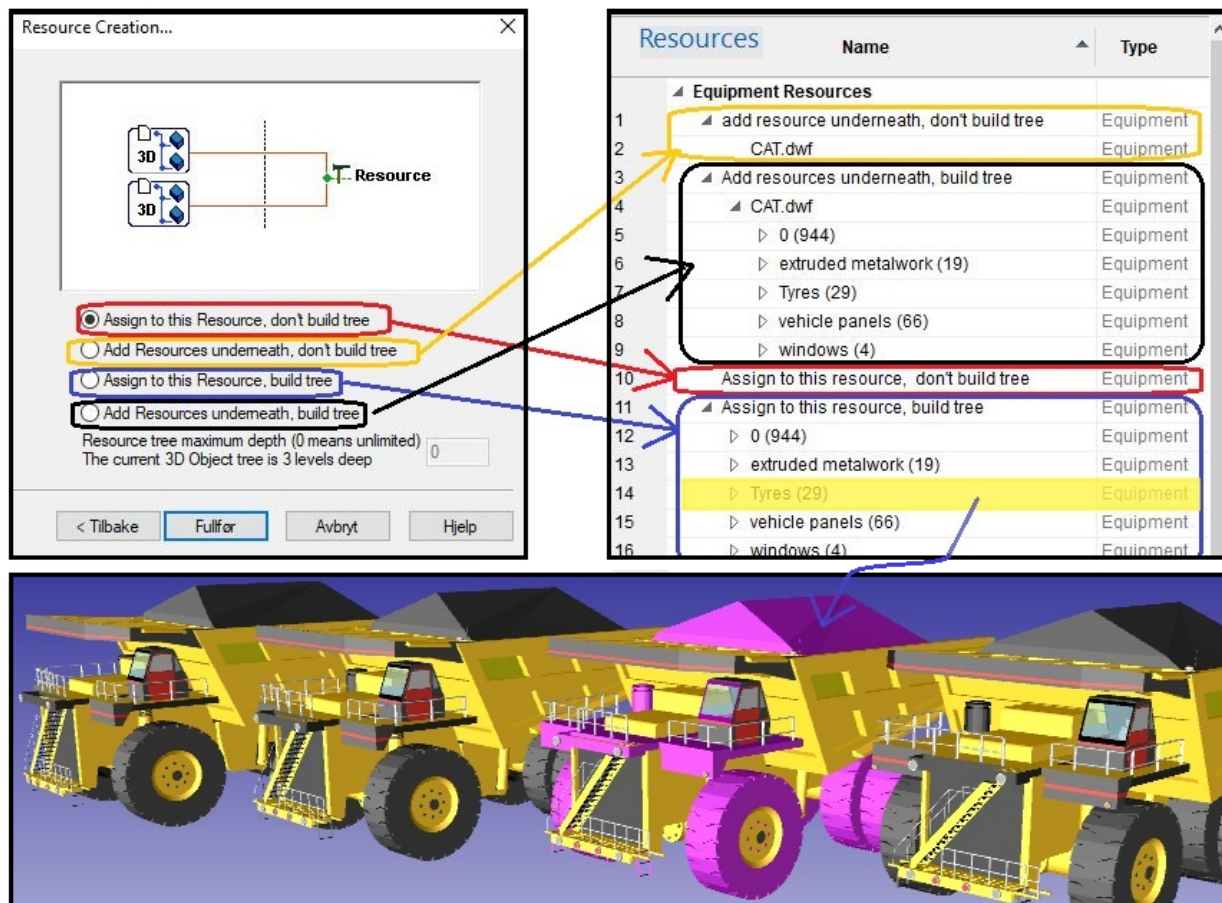 Resource Creation...
3D
Resource
3D
Assign to this Resource, don't build tree
Add Resources underneath, don't build tree
Assign to this Resource, build tree
Add Resources underneath, build tree
Resource tree maximum depth (0 means unlimited)
The current 3D Object tree is 3 levels deep
0
< Tilbake Fullfør Avbryt Hjelp
Resources Name Type
Equipment Resources
1 add resource underneath, don't build tree Equipment
2 CAT.dwf Equipment
3 Add resources underneath, build tree Equipment
4 CAT.dwf Equipment
5 0 (944) Equipment
6 extruded metalwork (19) Equipment
7 Tyres (29) Equipment
8 vehicle panels (66) Equipment
9 windows (4) Equipment
10 Assign to this resource, don't build tree Equipment
11 Assign to this resource, build tree Equipment
12 0 (944) Equipment
13 extruded metalwork (19) Equipment
14 Tyres (29) Equipment
15 vehicle panels (66) Equipment
16 windows (4) Equipment